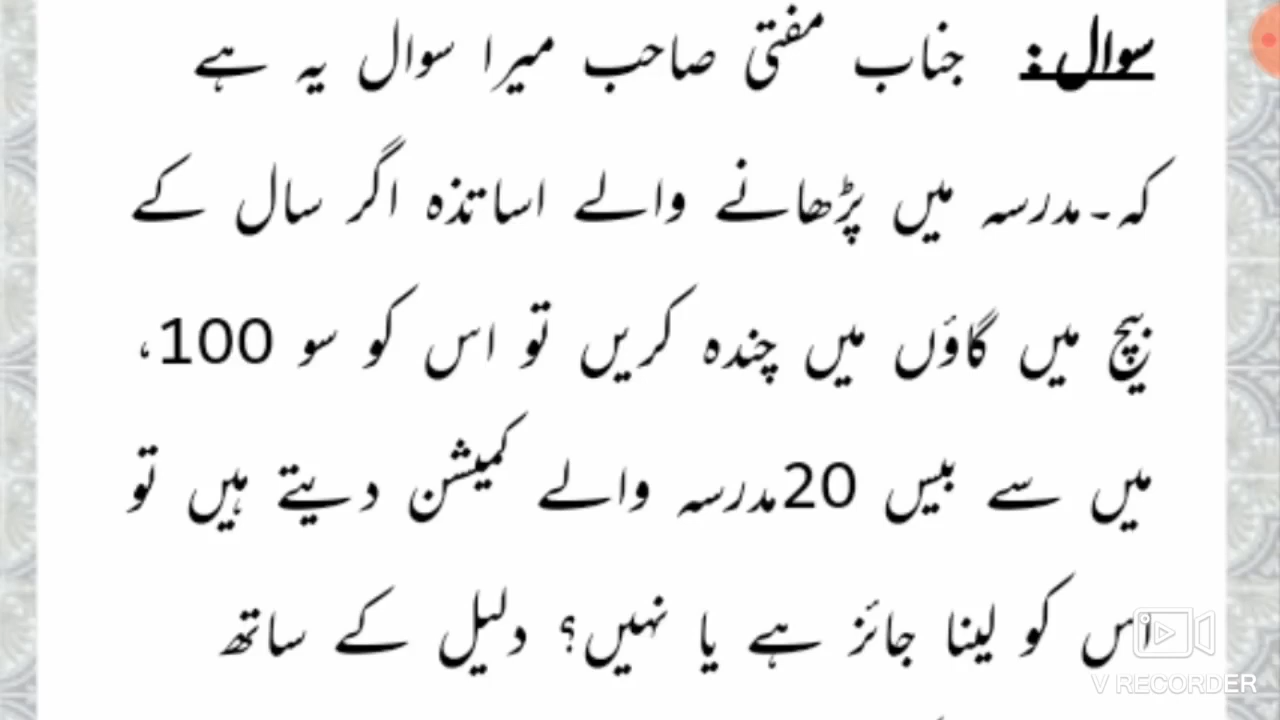 سوال: جناب مفتی صاحب میرا سوال یہ ہے
کہ۔مدرسہ میں پڑھانے والے اساتذہ اگر سال کے
بیچ میں گاؤں میں چندہ کریں تو اس کو سو 100،
میں سے بیس 20مدرسہ والے کمیشن دیتے ہیں تو
اس کو لینا جائز ہے یا نہیں؟ دلیل کے ساتھ
V RECORDER